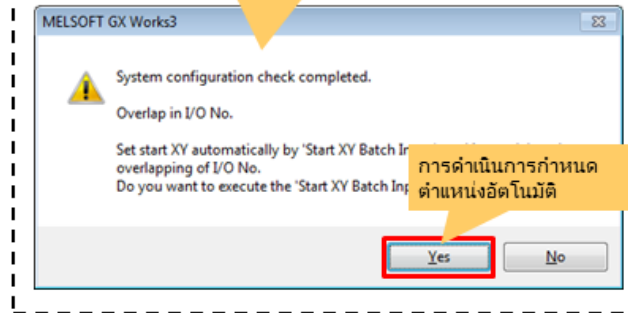 MELSOFT GX Works3
System configuration check completed.
Overlap in I/O No.
Set start XY automatically by 'Start XY Batch
overlapping of I/O No.
Do you want to execute the 'Start XY Batch
การดำเนินการกำหนด
ตำแหน่งอัตโนมัติ
Yes
No